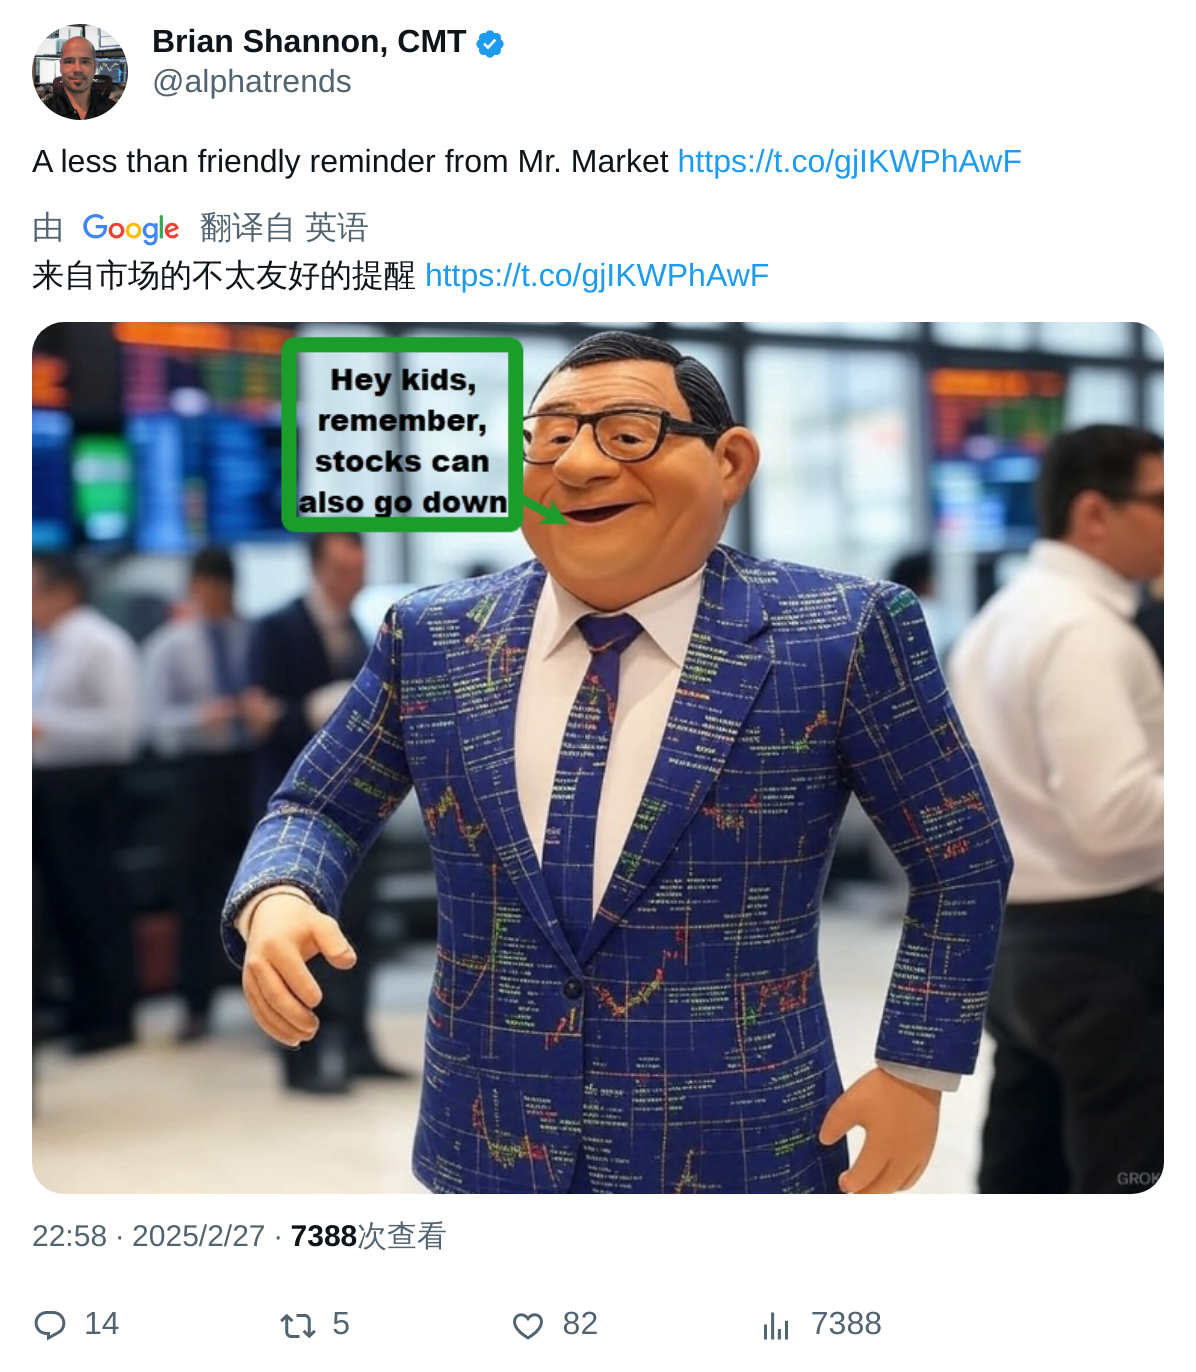 Brian Shannon, CMT
@alphatrends
A less than friendly reminder from Mr. Market https://t.co/gjIKWPhAwF
由 Google 翻译自 英语
来自市场的不太友好的提醒 https://t.co/gjIKWPhAwF
Hey kids,
remember,
stocks can
also go down
GROK
22:58 · 2025/2/27 · 7388次查看
14 5 82 7388